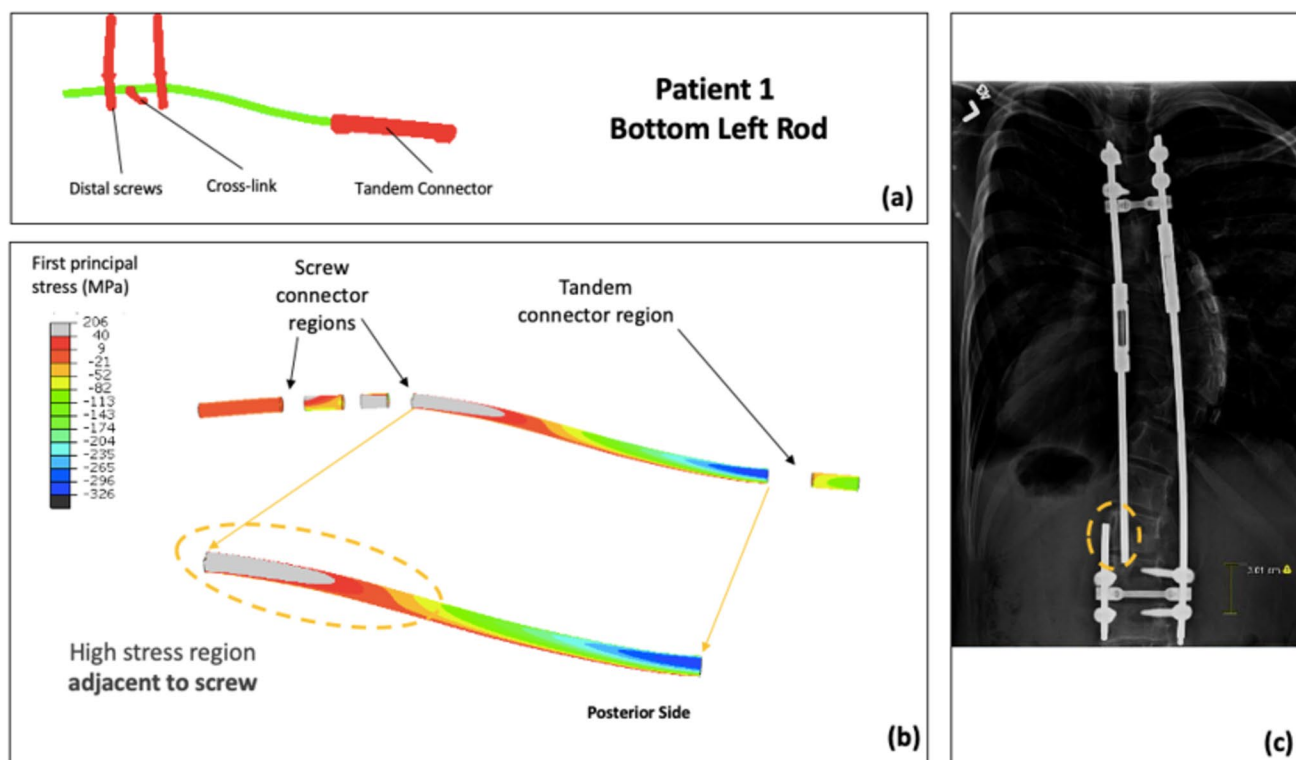 Patient 1
Bottom Left Rod
Distal screws
Cross-link
Tandem Connector
(a)
First principal
stress (MPa)
206
40
9
-21
-52
-82
-113
-143
-174
-204
-235
-265
-296
-326
Screw
connector
regions
Tandem
connector region
High stress region
adjacent to screw
Posterior Side
(b)
L
(c)